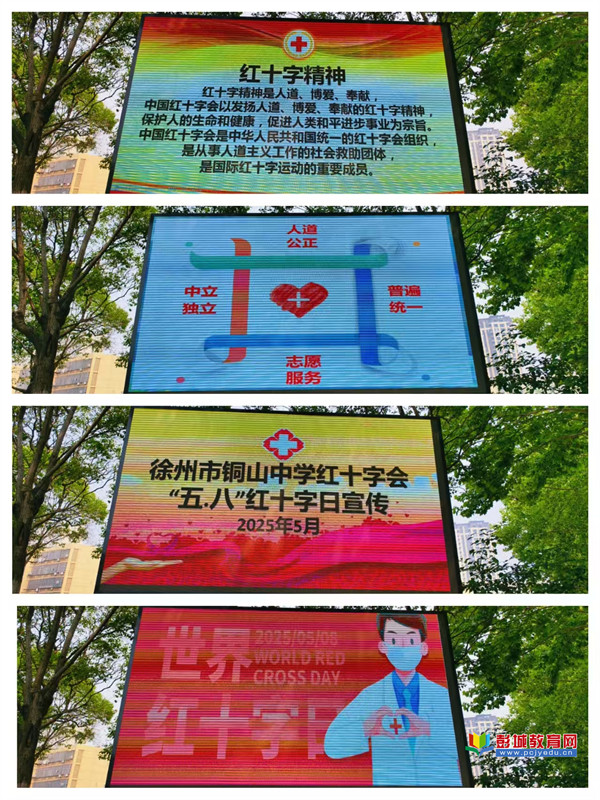 红十字精神
红十字精神是人道、博爱、奉献，
中国红十字会以发扬人道、博爱、奉献的红十字精神，
保护人的生命和健康，促进人类和平进步事业为宗旨。
中国红十字会是中华人民共和国统一的红十字会组织，
是从事人道主义工作的社会救助团体，
是国际红十字运动的重要成员。
人道
公正
中立
独立
普遍
统一
志愿
服务
徐州市铜山中学红十字会
“五.八”红十字日宣传
2025年5月
世界
2025/05/08
WORLD RED
CROSS DAY
红十字日
彭城教育网
www.pcjyedu.cn